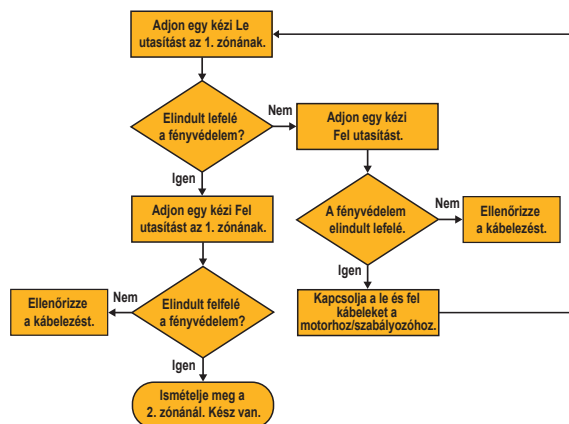 Adjon egy kézi Le
utasítást az 1. zónának.
Elindult lefelé
a fényvédelem?
Nem
Adjon egy kézi
Fel utasítást.
Igen
Adjon egy kézi Fel
utasítást az 1. zónának.
A fényvédelem
elindult lefelé.
Nem
Ellenőrizze
a kábelezést.
Igen
Kapcsolja a le és fel
kábeleket a
motorhoz/szabályozóhoz.
Elindult felfelé
a fényvédelem?
Nem
Ellenőrizze
a kábelezést.
Igen
Ismételje meg a
2. zónánál. Kész van.